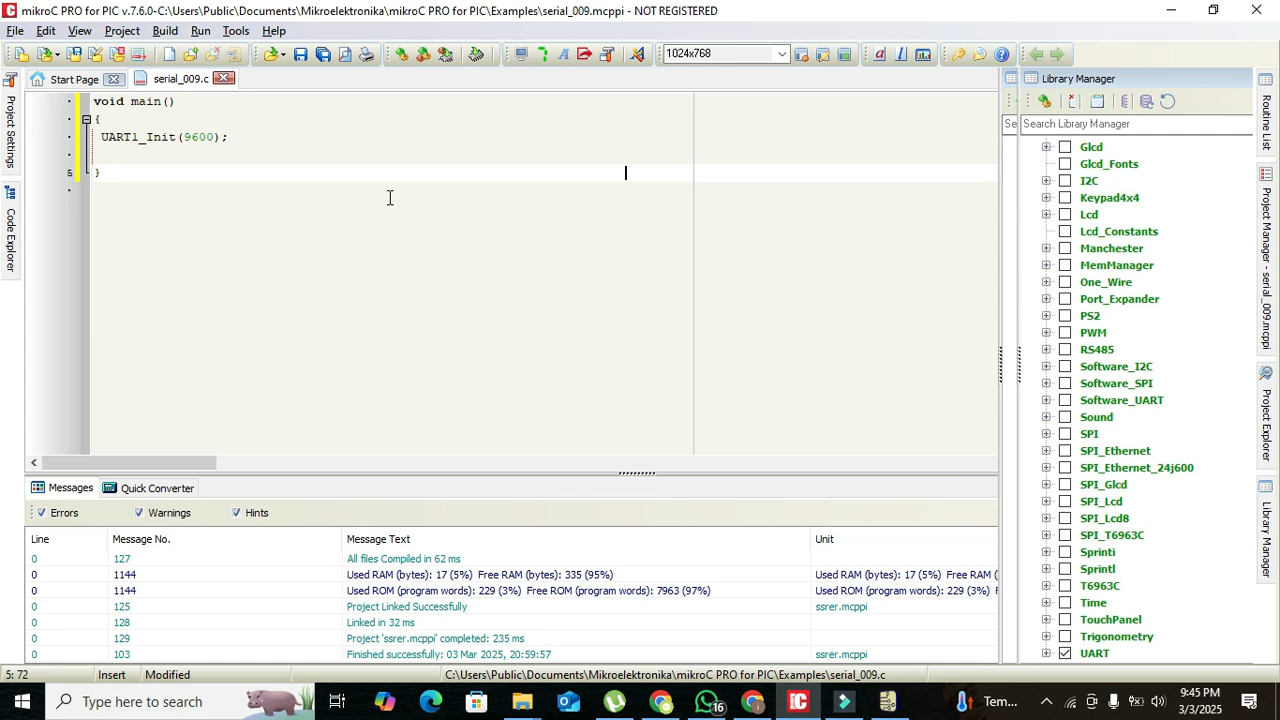 mikroC PRO for PIC v.7.6.0-C:\Users\Public\Documents\Mikroelektronika\mikroC PRO for PIC\Examples\serial_009.mcppi - NOT REGISTERED
File Edit View Project Build Run Tools Help
1024x768
Start Page serial_009.c
Library Manager
Search Library Manager
Se
void main()
{
UART1_Init(9600);
5 }
Project Settings
Code Explorer
Glcd
Glcd_Fonts
I2C
Keypad4x4
Lcd
Lcd_Constants
Manchester
MemManager
One_Wire
Port_Expander
PS2
PWM
RS485
Software_I2C
Software_SPI
Software_UART
Sound
SPI
SPI_Ethernet
SPI_Ethernet_24j600
SPI_Glcd
SPI_Lcd
SPI_Lcd8
SPI_T6963C
Sprinti
Sprintl
T6963C
Time
TouchPanel
Trigonometry
UART
Routine List
Project Manager - serial_009.mcppi
Project Explorer
Library Manager
Messages Quick Converter
Errors Warnings Hints
Line Message No. Message Text Unit
0 127 All files Compiled in 62 ms
0 1144 Used RAM (bytes): 17 (5%) Free RAM (bytes): 335 (95%) Used RAM (bytes): 17 (5%) Free RAM (
0 1144 Used ROM (program words): 229 (3%) Free ROM (program words): 7963 (97%) Used ROM (program words): 229 (3%) F
0 125 Project Linked Successfully ssrer.mcppi
0 128 Linked in 32 ms
0 129 Project 'ssrer.mcppi' completed: 235 ms
0 103 Finished successfully: 03 Mar 2025, 20:59:57 ssrer.mcppi
5: 72 Insert Modified C:\Users\Public\Documents\Mikroelektronika\mikroC PRO for PIC\Examples\serial_009.c
Type here to search
16
Tem...
9:45 PM
3/3/2025